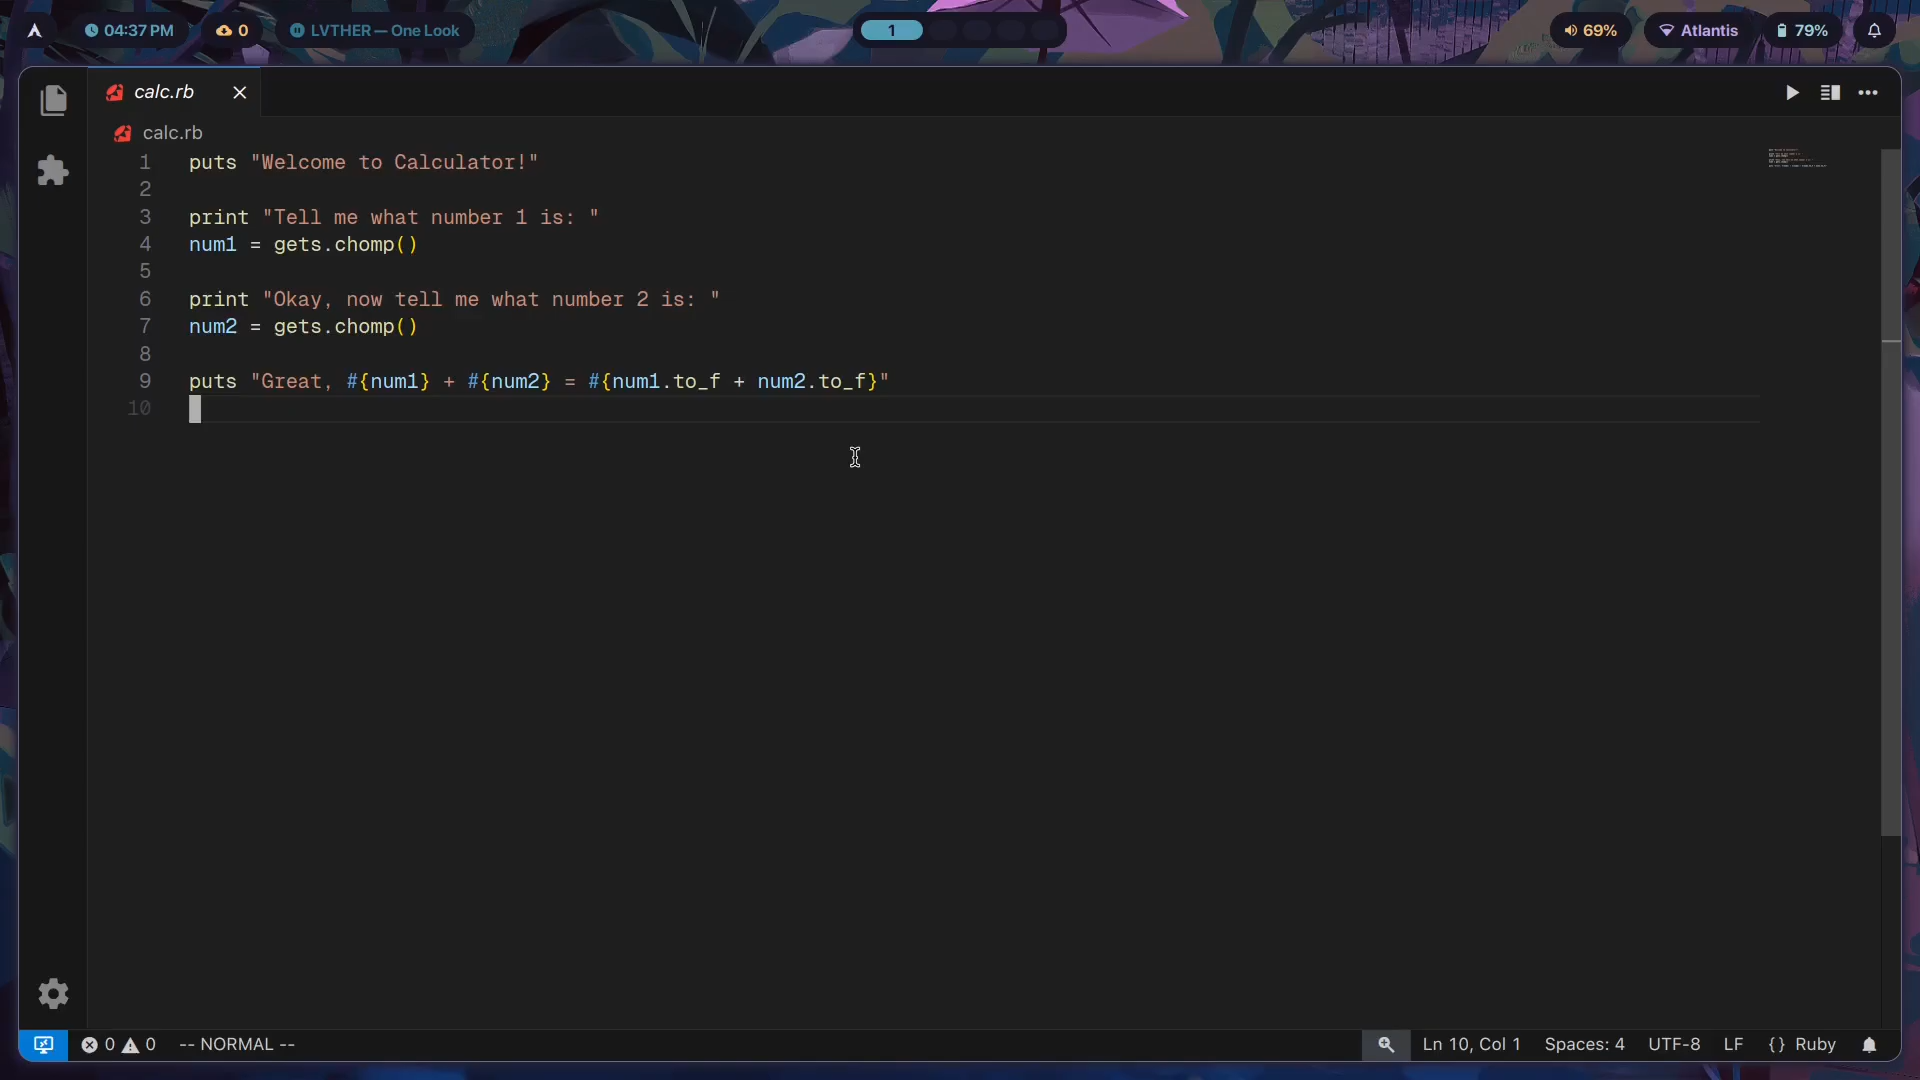 04:37 PM 0 LVTHER — One Look 1 69% Atlantis 79%
calc.rb
calc.rb
1 puts "Welcome to Calculator!"
2
3 print "Tell me what number 1 is: "
4 num1 = gets.chomp()
5
6 print "Okay, now tell me what number 2 is: "
7 num2 = gets.chomp()
8
9 puts "Great, #{num1} + #{num2} = #{num1.to_f + num2.to_f}"
10
0 0 -- NORMAL -- Ln 10, Col 1 Spaces: 4 UTF-8 LF {} Ruby